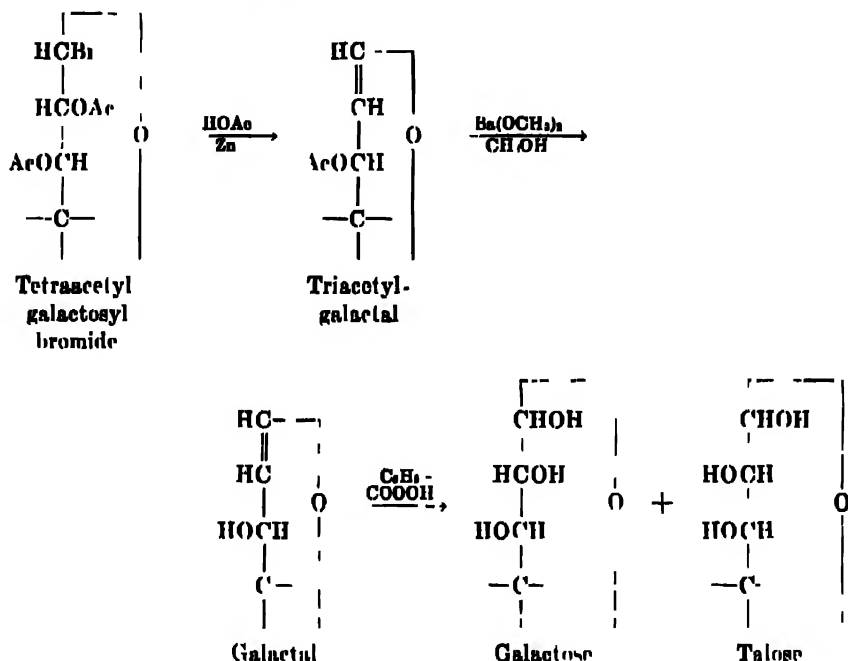 HCBr
HCOAc
O
AcOCH
—C—
Tetraacetyl
galactosyl
bromide
HOAc
Zn
HC
CH
O
AcOCH
—C—
Triacetyl-
galactal
Ba(OCH₃)₂
CH₃OH
HC
HC
O
HOCH
C—
Galactal
C₆H₅-
COOOH
CHOH
HCOH
O
HOCH
—C—
Galactose
+
CHOH
HOCH
O
HOCH
—C-
Talose